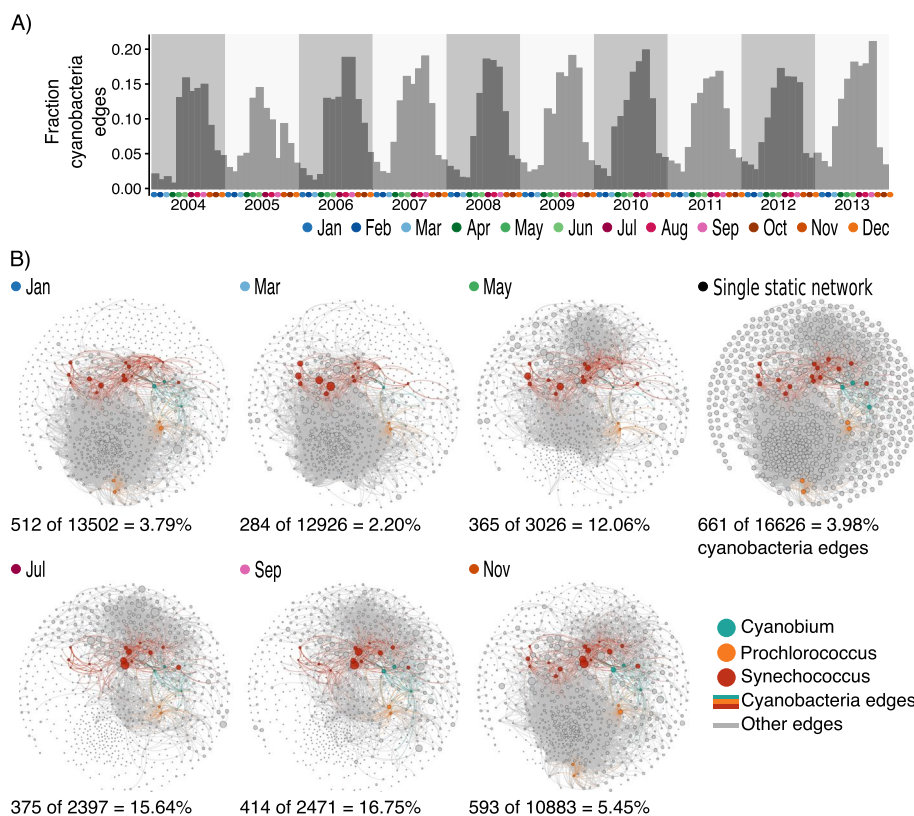 A)
Fraction
cyanobacteria
edges
0.20
0.15
0.10
0.05
0.00
2004 2005 2006 2007 2008 2009 2010 2011 2012 2013
Jan Feb Mar Apr May Jun Jul Aug Sep Oct Nov Dec
B)
Jan Mar May Single static network
512 of 13502 = 3.79% 284 of 12926 = 2.20% 365 of 3026 = 12.06% 661 of 16626 = 3.98%
cyanobacteria edges
Jul Sep Nov
Cyanobium
Prochlorococcus
Synechococcus
Cyanobacteria edges
Other edges
375 of 2397 = 15.64% 414 of 2471 = 16.75% 593 of 10883 = 5.45%